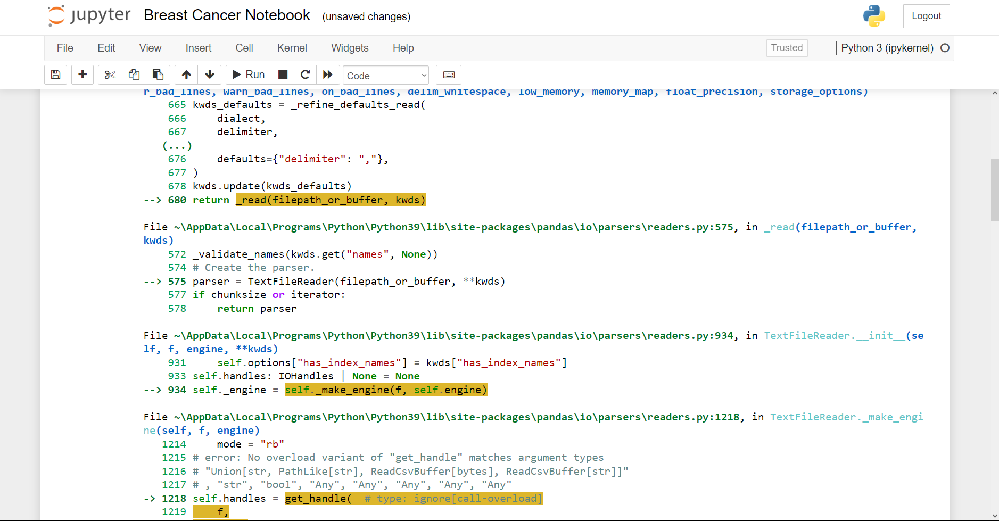 jupyter Breast Cancer Notebook (unsaved changes) Logout
File Edit View Insert Cell Kernel Widgets Help Trusted Python 3 (ipykernel)
Run Code
r_bad_lines, warn_bad_lines, on_bad_lines, delim_whitespace, low_memory, memory_map, float_precision, storage_options)
665 kwds_defaults = _refine_defaults_read(
666     dialect,
667     delimiter,
(...)
676     defaults={"delimiter": ","},
677 )
678 kwds.update(kwds_defaults)
--> 680 return _read(filepath_or_buffer, kwds)
File ~\AppData\Local\Programs\Python\Python39\lib\site-packages\pandas\io\parsers\readers.py:575, in _read(filepath_or_buffer,
kwds)
572 _validate_names(kwds.get("names", None))
574 # Create the parser.
--> 575 parser = TextFileReader(filepath_or_buffer, **kwds)
577 if chunksize or iterator:
578     return parser
File ~\AppData\Local\Programs\Python\Python39\lib\site-packages\pandas\io\parsers\readers.py:934, in TextFileReader.__init__(se
lf, f, engine, **kwds)
931     self.options["has_index_names"] = kwds["has_index_names"]
933 self.handles: IOHandles | None = None
--> 934 self._engine = self._make_engine(f, self.engine)
File ~\AppData\Local\Programs\Python\Python39\lib\site-packages\pandas\io\parsers\readers.py:1218, in TextFileReader._make_engi
ne(self, f, engine)
1214     mode = "rb"
1215 # error: No overload variant of "get_handle" matches argument types
1216 # "Union[str, PathLike[str], ReadCsvBuffer[bytes], ReadCsvBuffer[str]]"
1217 # , "str", "bool", "Any", "Any", "Any", "Any", "Any"
-> 1218 self.handles = get_handle(  # type: ignore[call-overload]
1219     f,